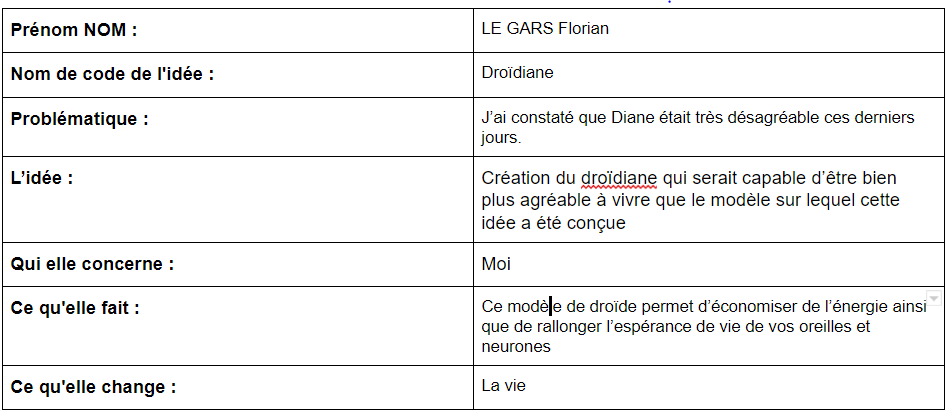 Prénom NOM :
LE GARS Florian
Nom de code de l'idée :
Droïdiane
Problématique :
J’ai constaté que Diane était très désagréable ces derniers
jours.
L’idée :
Création du droïdiane qui serait capable d’être bien
plus agréable à vivre que le modèle sur lequel cette
idée a été conçue
Qui elle concerne :
Moi
Ce qu'elle fait :
Ce modèle de droïde permet d’économiser de l’énergie ainsi
que de rallonger l’espérance de vie de vos oreilles et
neurones
Ce qu'elle change :
La vie